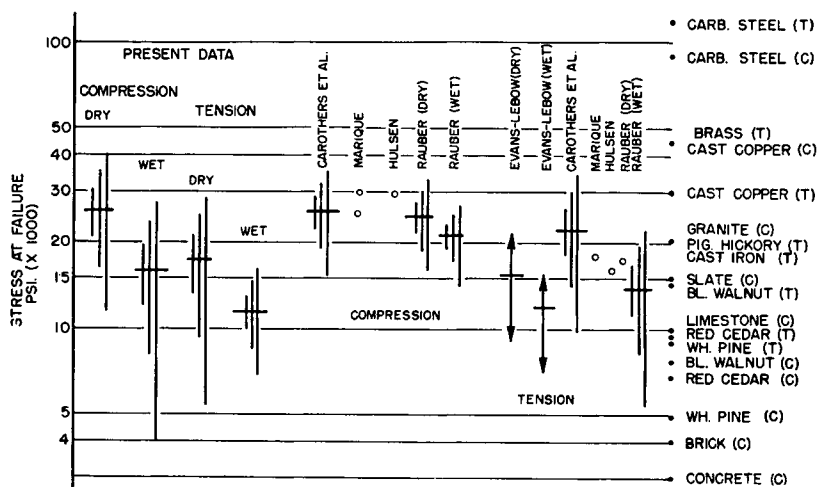 STRESS AT FAILURE
PSI. (X 1000)
100
50
40
30
20
15
10
5
4
PRESENT DATA
COMPRESSION
DRY
WET
TENSION
DRY
WET
CAROTHERS ET AL.
MARIQUE
HULSEN
RAUBER (DRY)
RAUBER (WET)
COMPRESSION
EVANS-LEBOW(DRY)
EVANS-LEBOW(WET)
CAROTHERS ET AL.
MARIQUE
HULSEN
RAUBER (DRY)
RAUBER (WET)
TENSION
CARB. STEEL (T)
CARB. STEEL (C)
BRASS (T)
CAST COPPER (C)
CAST COPPER (T)
GRANITE (C)
PIG. HICKORY (T)
CAST IRON (T)
SLATE (C)
BL. WALNUT (T)
LIMESTONE (C)
RED CEDAR (T)
WH. PINE (T)
BL. WALNUT (C)
RED CEDAR (C)
WH. PINE (C)
BRICK (C)
CONCRETE (C)